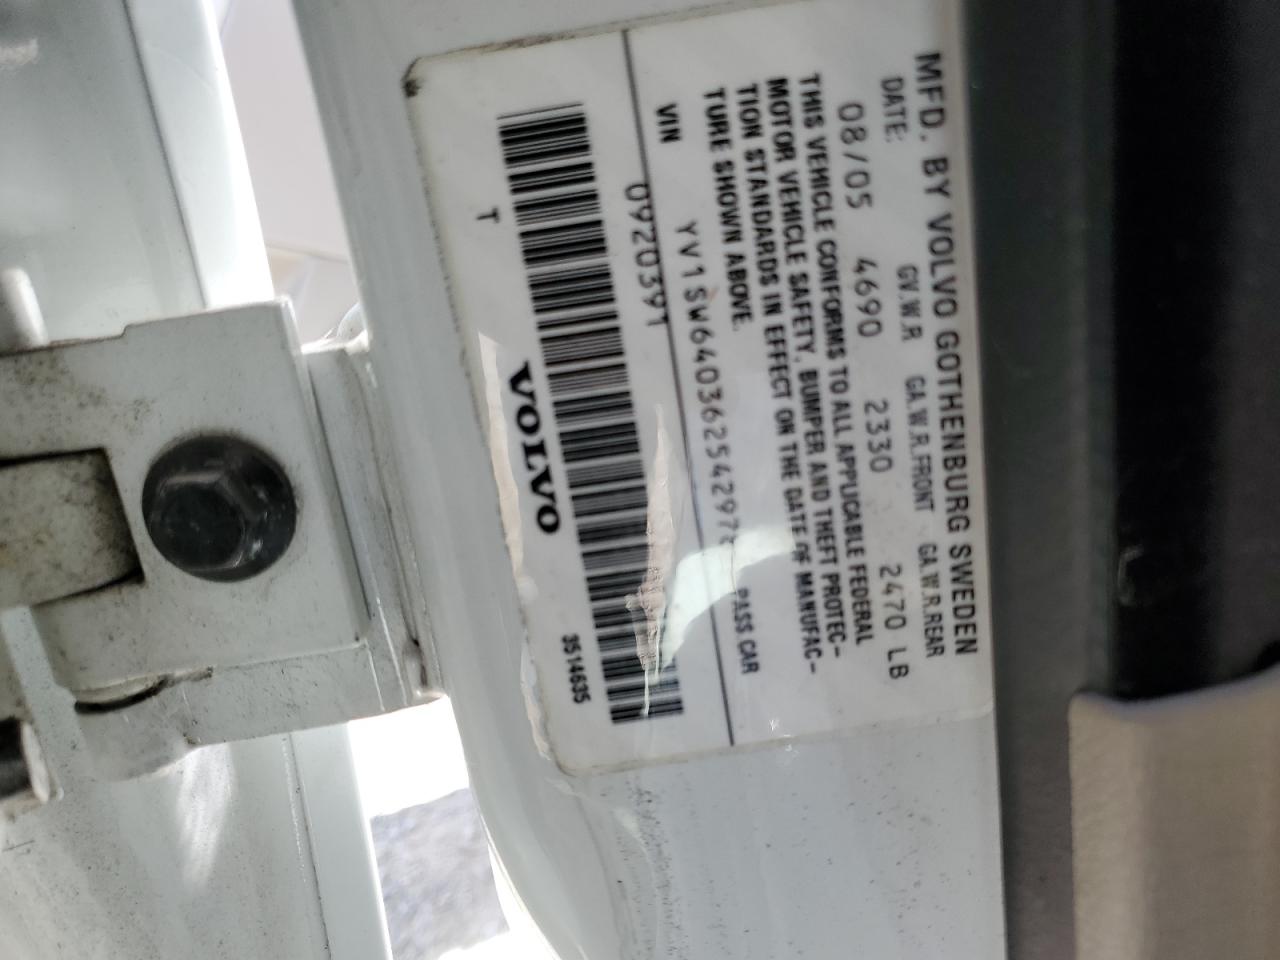 MFD. BY VOLVO GOTHENBURG SWEDEN
DATE: GV.W.R GA.W.R.FRONT GA.W.R.REAR
08/05 4690 2330 2470 LB
THIS VEHICLE CONFORMS TO ALL APPLICABLE FEDERAL
MOTOR VEHICLE SAFETY, BUMPER AND THEFT PROTEC-
TION STANDARDS IN EFFECT ON THE DATE OF MANUFAC-
TURE SHOWN ABOVE.
VIN PASS CAR
0920391
T
VOLVO
3514635